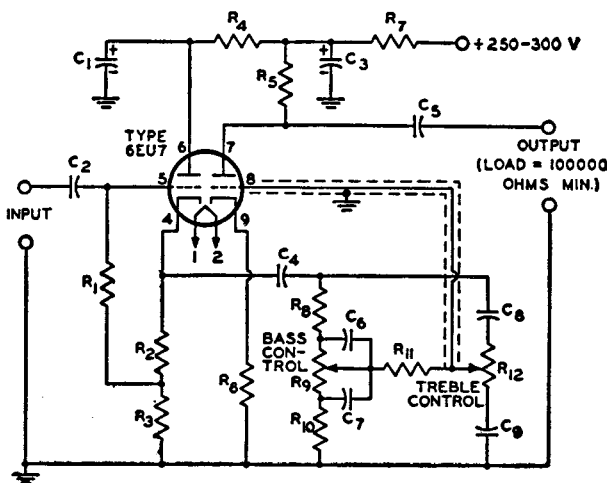 R4
R7
+250-300 V
C1
+
-
+
-
C3
R5
C5
TYPE
6EU7
6
7
OUTPUT
(LOAD = 100000
OHMS MIN.)
C2
5
8
4
9
INPUT
1
2
C4
R1
R8
C6
C8
BASS
CON-
TROL
R2
R11
R12
R9
R6
TREBLE
CONTROL
C7
R3
R10
C9